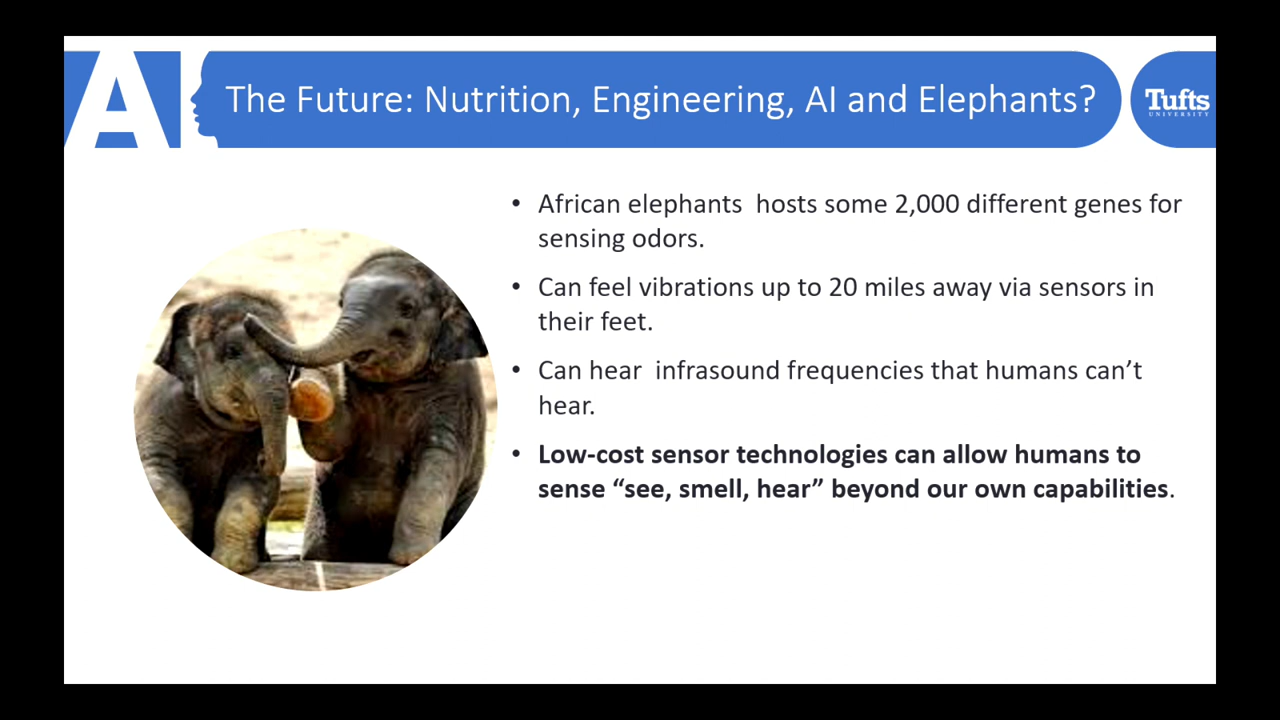 AI
The Future: Nutrition, Engineering, AI and Elephants?
Tufts
UNIVERSITY
• African elephants  hosts some 2,000 different genes for
sensing odors.
• Can feel vibrations up to 20 miles away via sensors in
their feet.
• Can hear  infrasound frequencies that humans can’t
hear.
• Low-cost sensor technologies can allow humans to
sense “see, smell, hear” beyond our own capabilities.